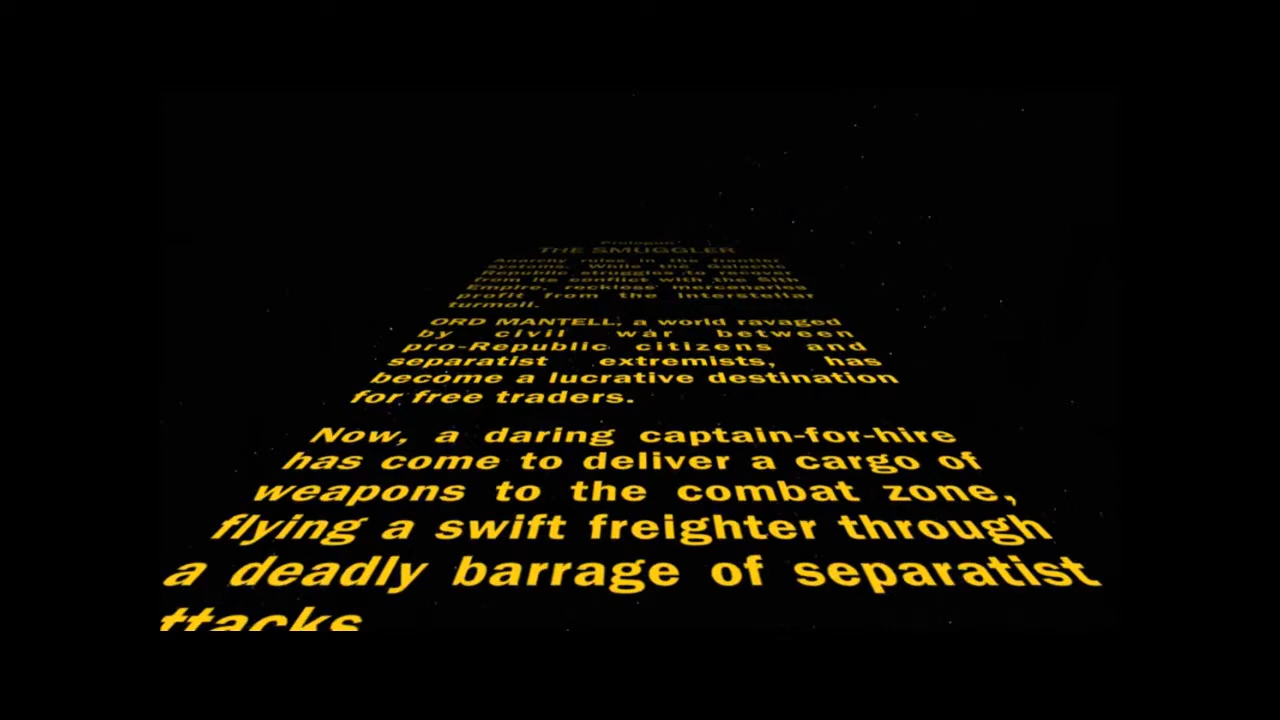 Prologue
THE SMUGGLER
Anarchy rules in the frontier
systems. While the Galactic
Republic struggles to recover
from its conflict with the Sith
Empire, reckless mercenaries
profit from the interstellar
turmoil.
ORD MANTELL, a world ravaged
by civil war between
pro-Republic citizens and
separatist extremists, has
become a lucrative destination
for free traders.
Now, a daring captain-for-hire
has come to deliver a cargo of
weapons to the combat zone,
flying a swift freighter through
a deadly barrage of separatist
ttacks